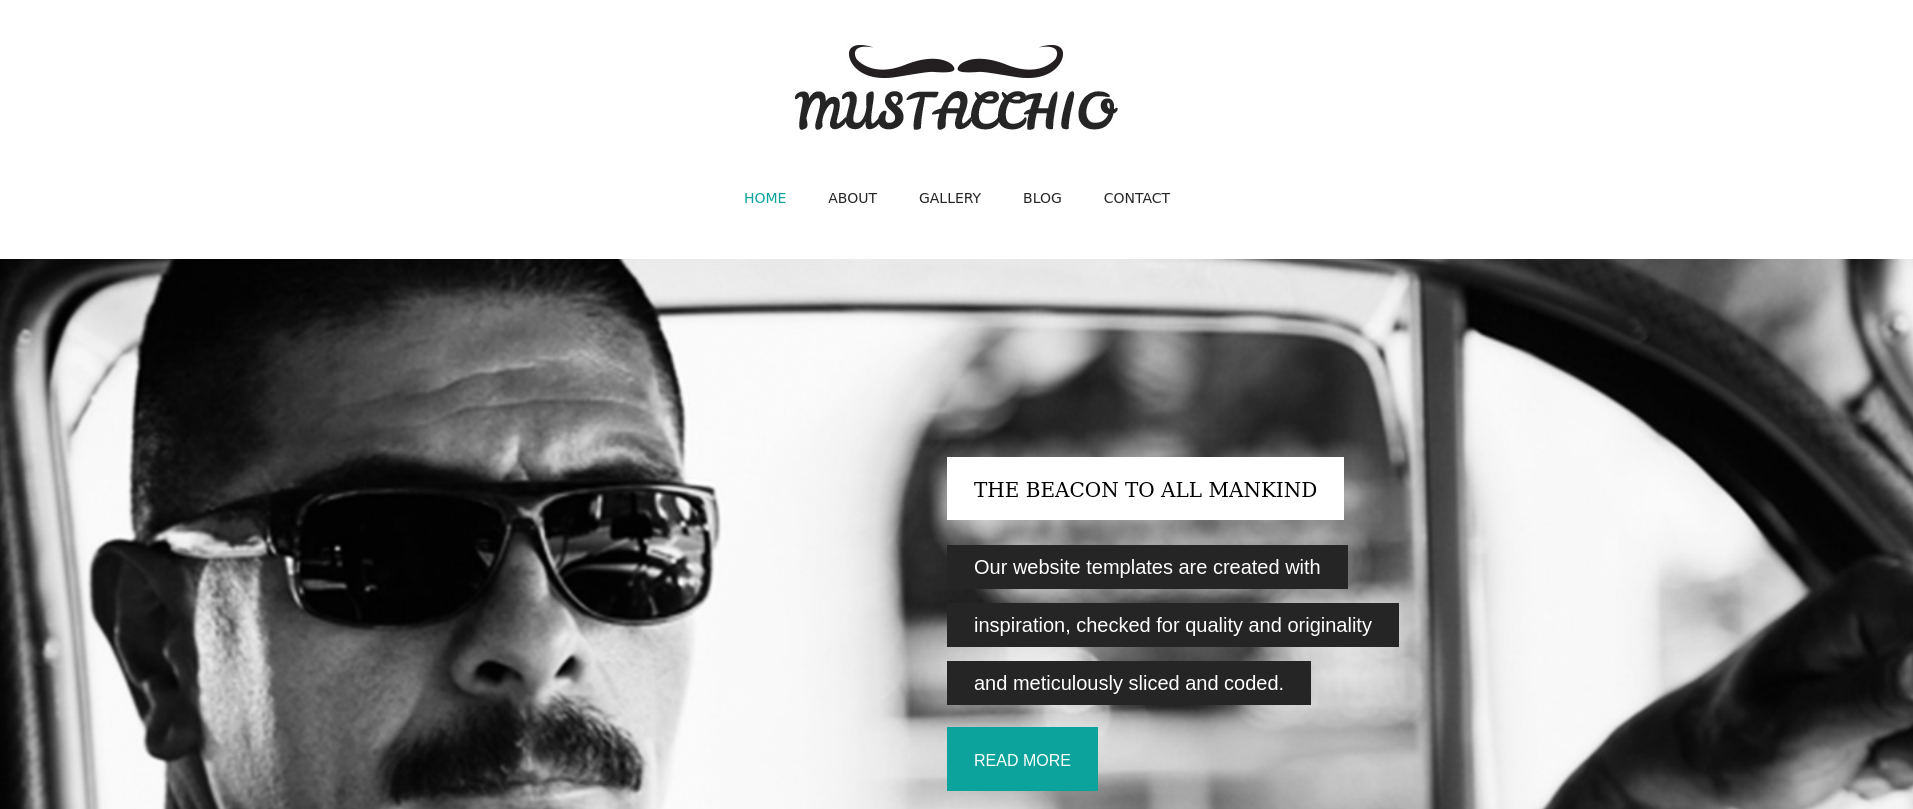 MUSTACCHIO
HOME ABOUT GALLERY BLOG CONTACT
THE BEACON TO ALL MANKIND
Our website templates are created with
inspiration, checked for quality and originality
and meticulously sliced and coded.
READ MORE